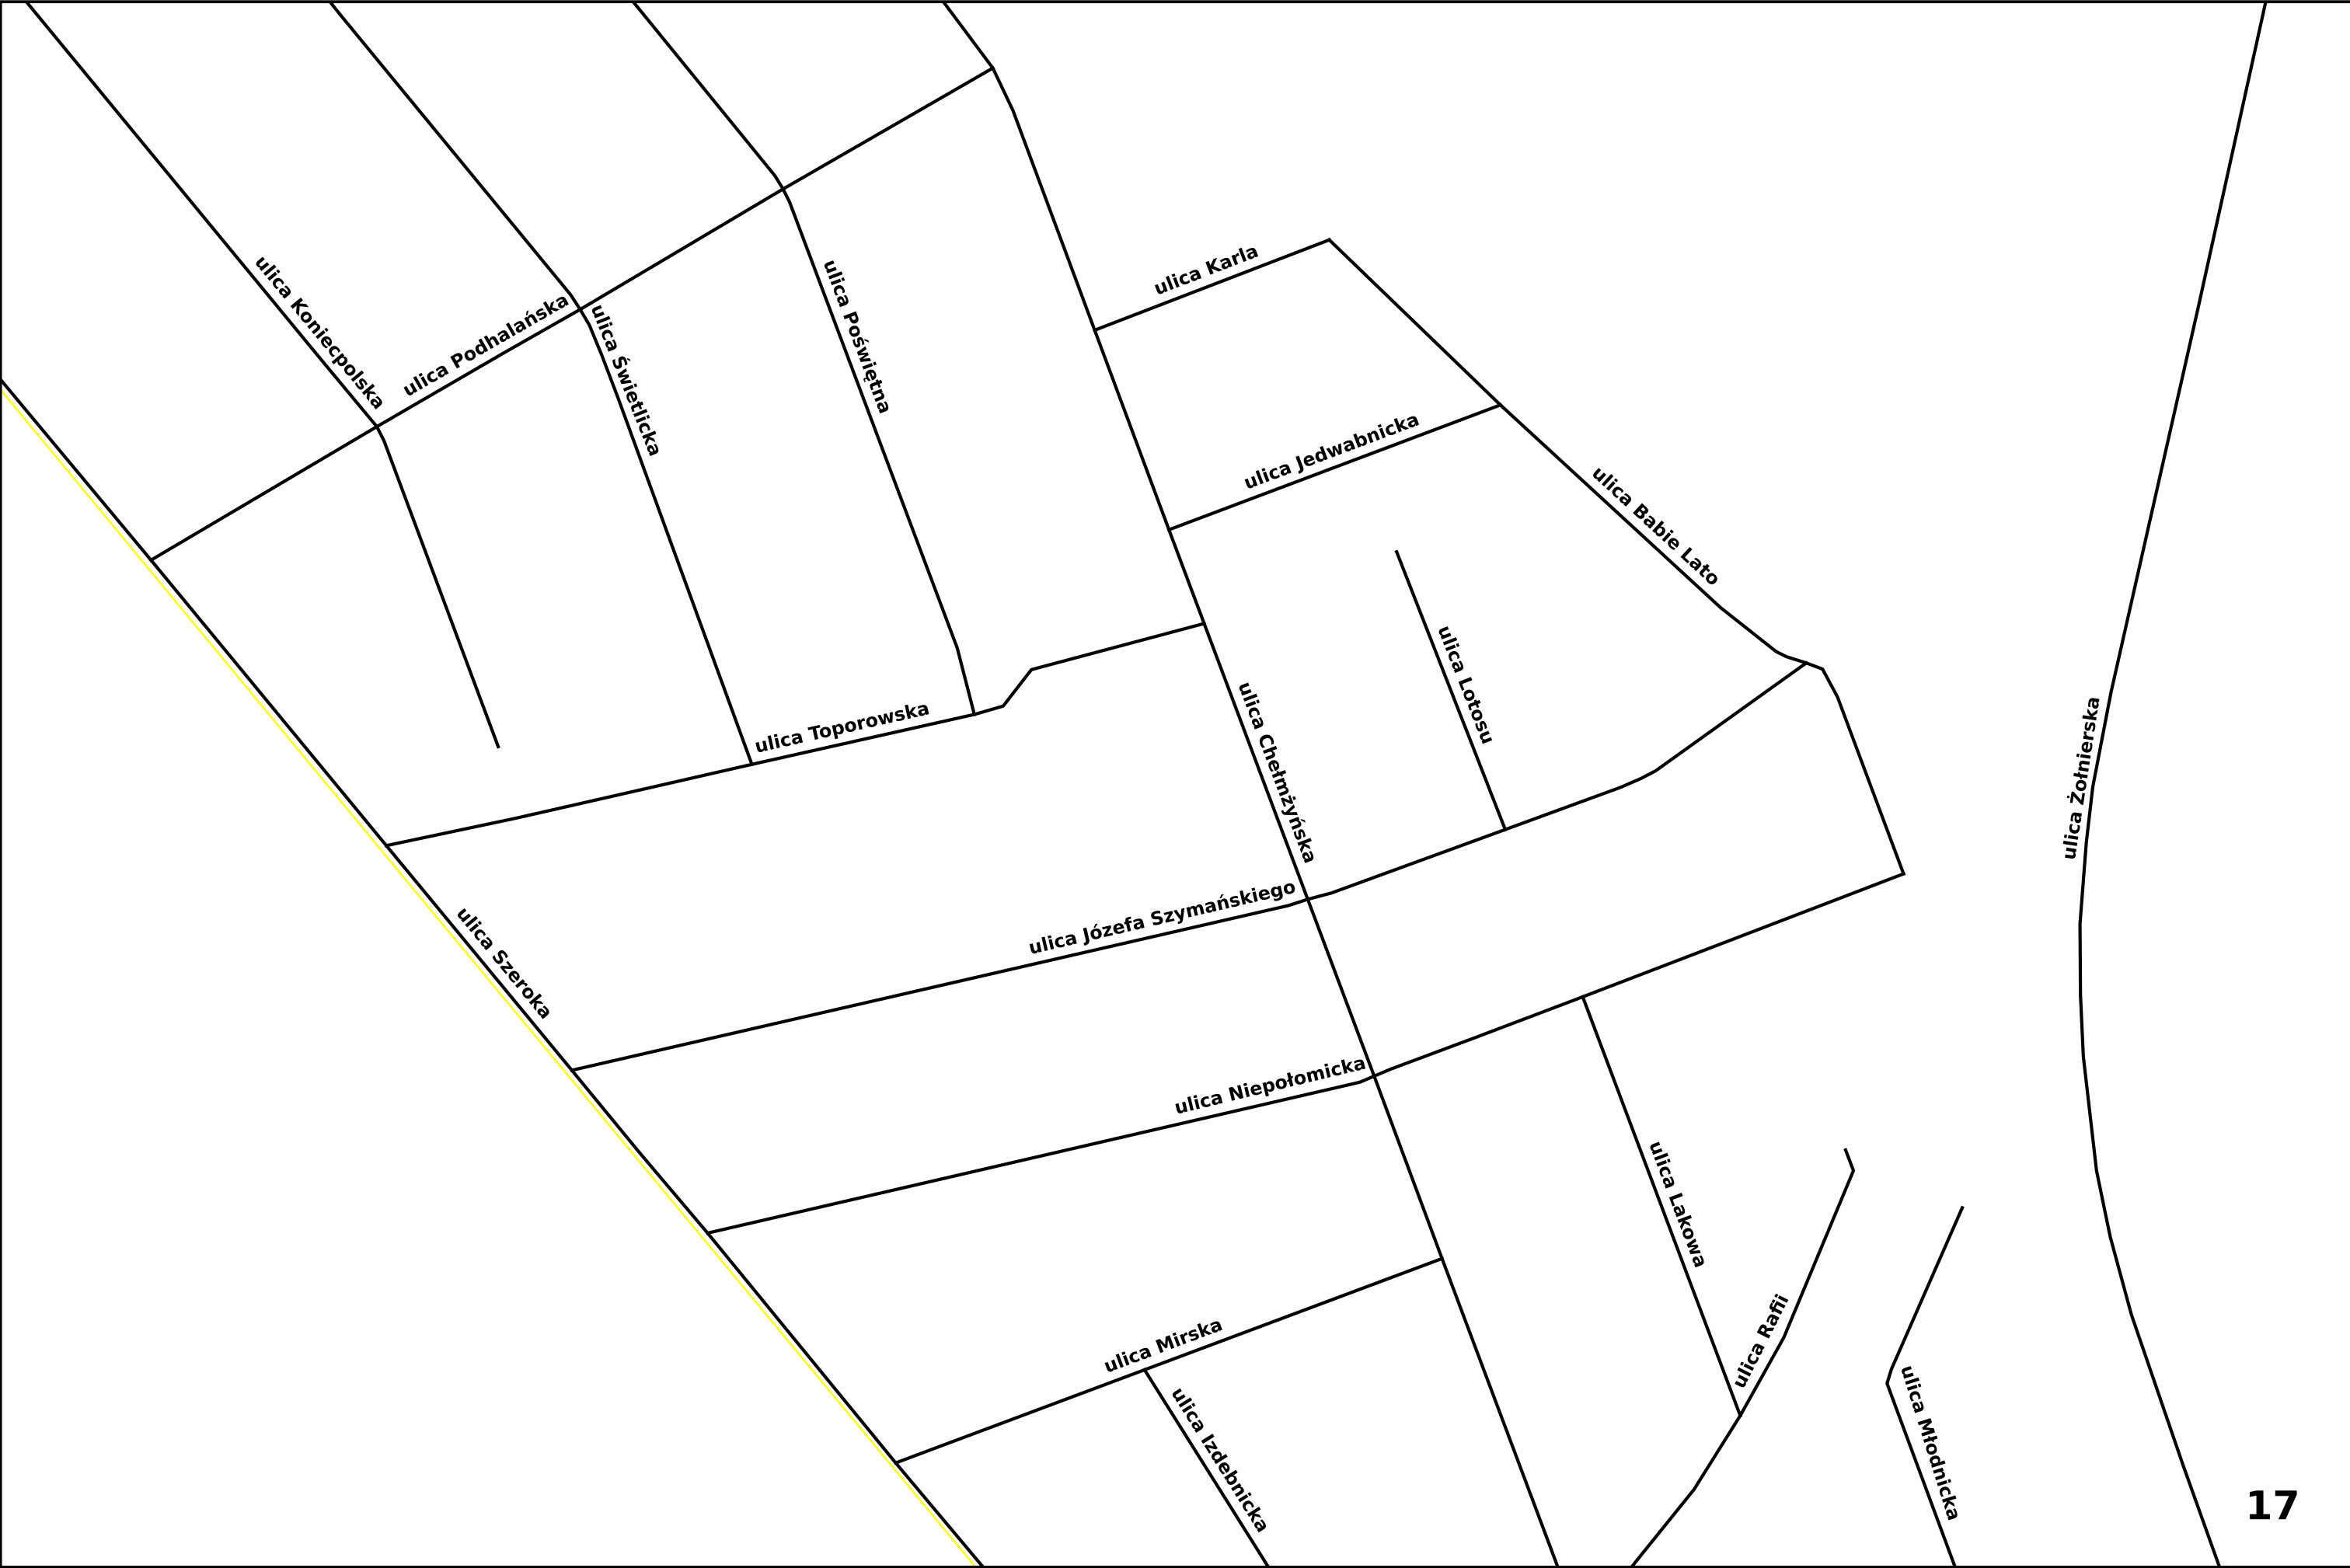 ulica Karla
ulica Koniecpolska
ulica Podhalańska
ulica Świetlicka
ulica Poświętna
ulica Jedwabnicka
ulica Babie Lato
ulica Lotosu
ulica Toporowska
ulica Chełmżyńska
ulica Żołnierska
ulica Józefa Szymańskiego
ulica Szeroka
ulica Niepołomicka
ulica Lakowa
ulica Rafii
ulica Mirska
ulica Izdebnicka
ulica Młodnicka
17